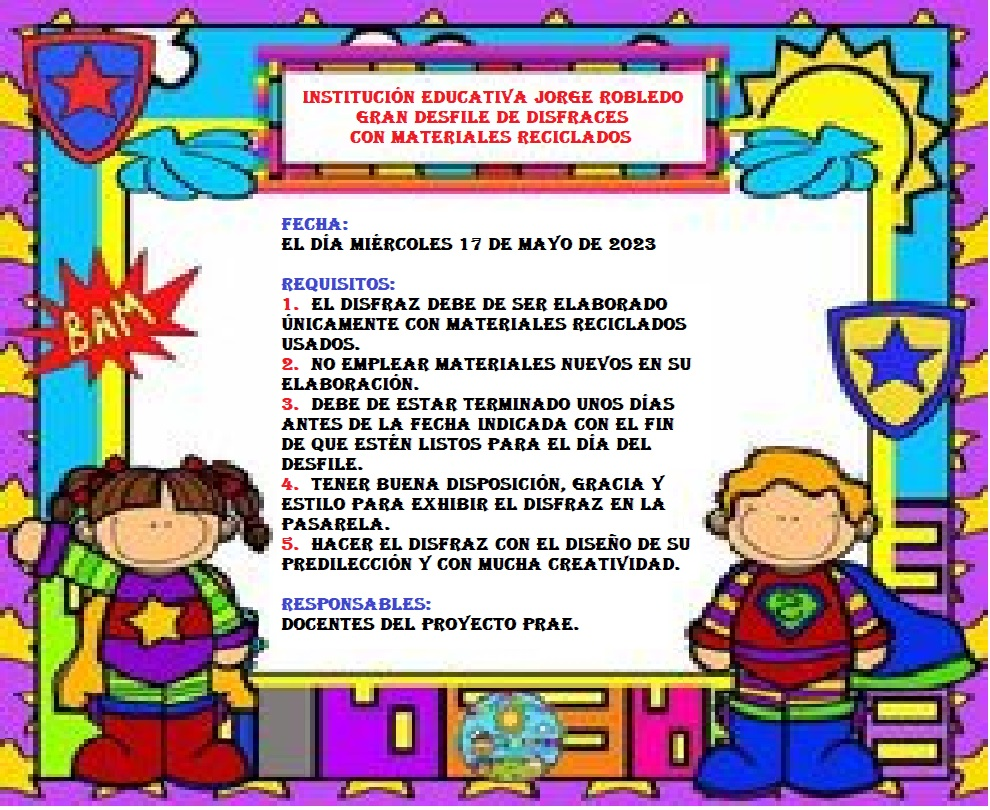 INSTITUCIÓN EDUCATIVA JORGE ROBLEDO
GRAN DESFILE DE DISFRACES
CON MATERIALES RECICLADOS
BAM
FECHA:
EL DÍA MIÉRCOLES 17 DE MAYO DE 2023
REQUISITOS:
1. EL DISFRAZ DEBE DE SER ELABORADO
ÚNICAMENTE CON MATERIALES RECICLADOS
USADOS.
2. NO EMPLEAR MATERIALES NUEVOS EN SU
ELABORACIÓN.
3. DEBE DE ESTAR TERMINADO UNOS DÍAS
ANTES DE LA FECHA INDICADA CON EL FIN
DE QUE ESTÉN LISTOS PARA EL DÍA DEL
DESFILE.
4. TENER BUENA DISPOSICIÓN, GRACIA Y
ESTILO PARA EXHIBIR EL DISFRAZ EN LA
PASARELA.
5. HACER EL DISFRAZ CON EL DISEÑO DE SU
PREDILECCIÓN Y CON MUCHA CREATIVIDAD.
RESPONSABLES:
DOCENTES DEL PROYECTO PRAE.